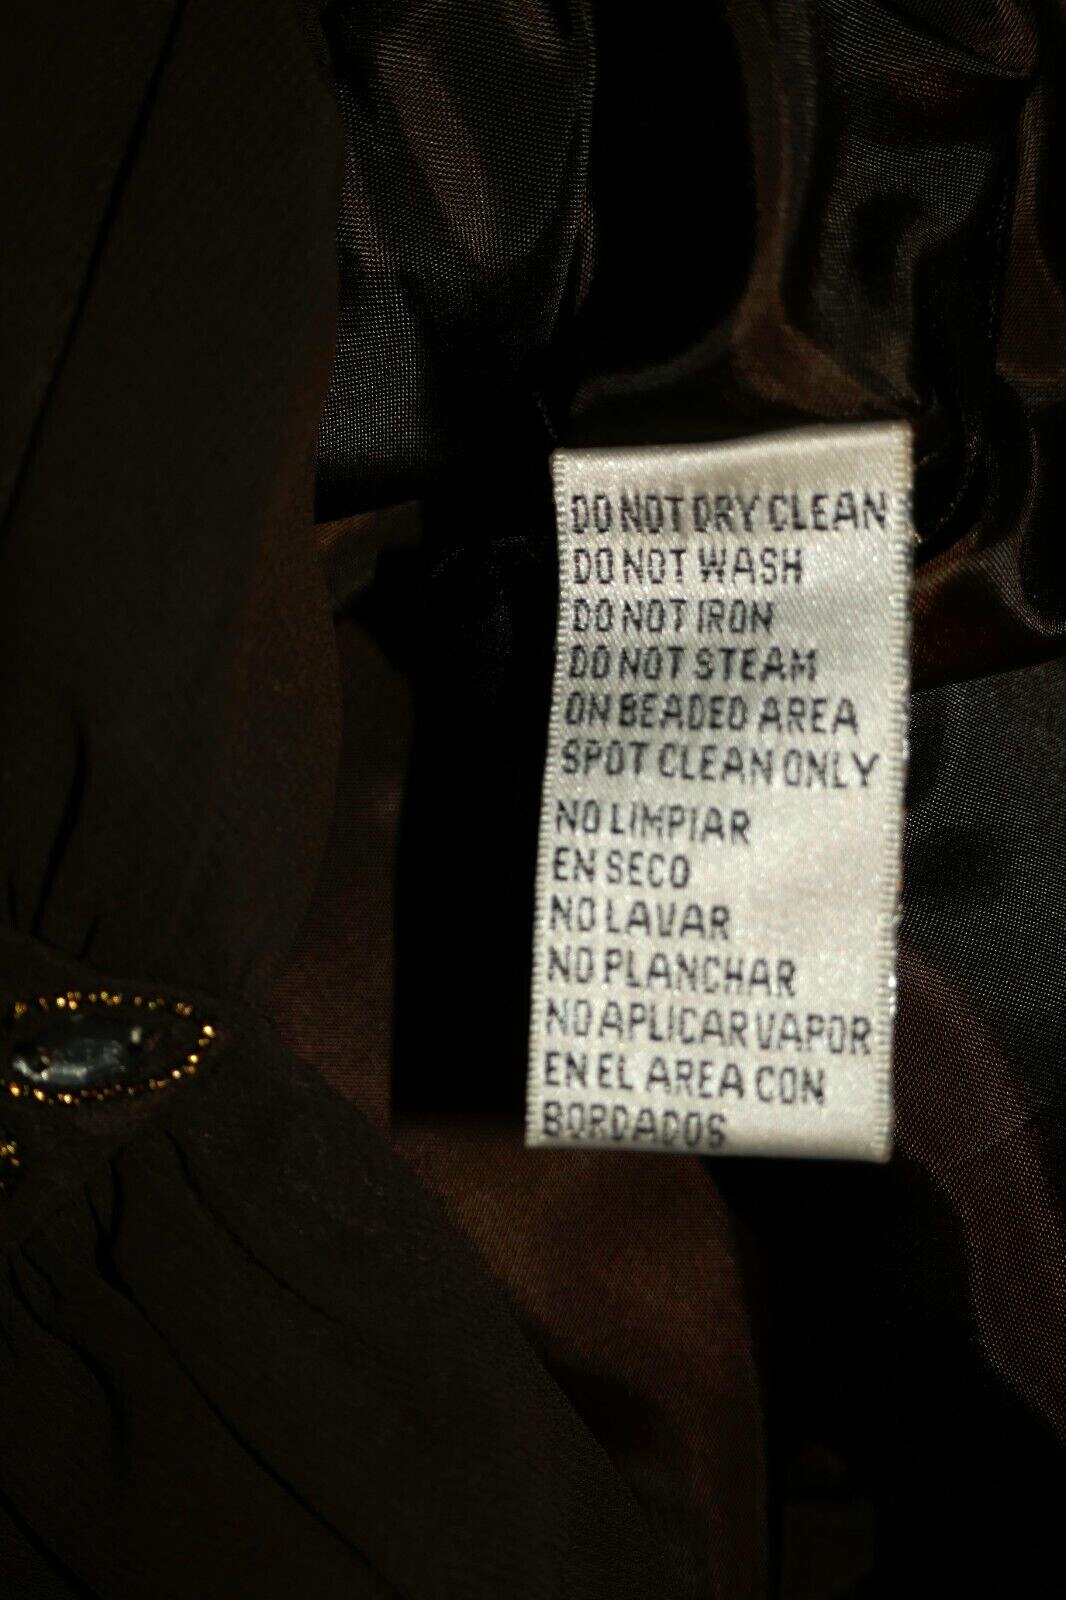 DO NOT DRY CLEAN
DO NOT WASH
DO NOT IRON
DO NOT STEAM
ON BEADED AREA
SPOT CLEAN ONLY
NO LIMPIAR
EN SECO
NO LAVAR
NO PLANCHAR
NO APLICAR VAPOR
EN EL AREA CON
BORDADOS